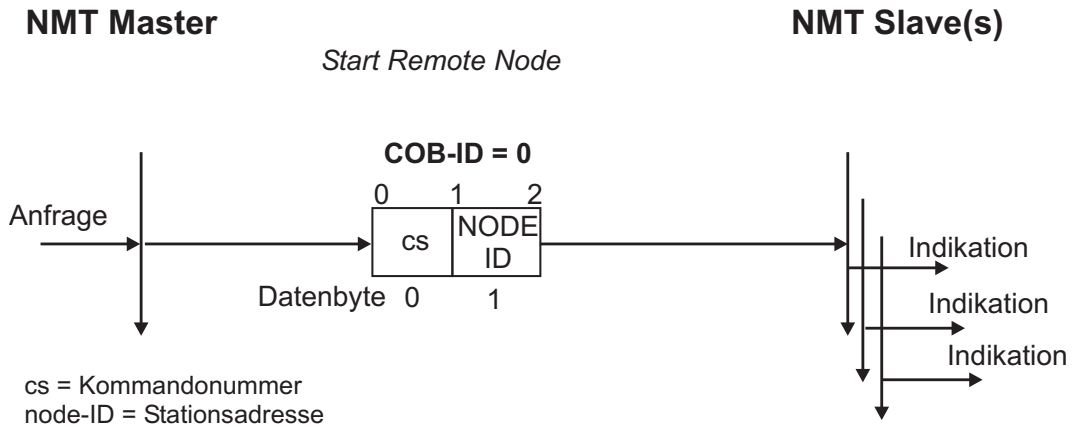 NMT Master
NMT Slave(s)
Start Remote Node
COB-ID = 0
0 1 2
Anfrage
cs
NODE
ID
Datenbyte 0 1
Indikation
Indikation
Indikation
cs = Kommandonummer
node-ID = Stationsadresse